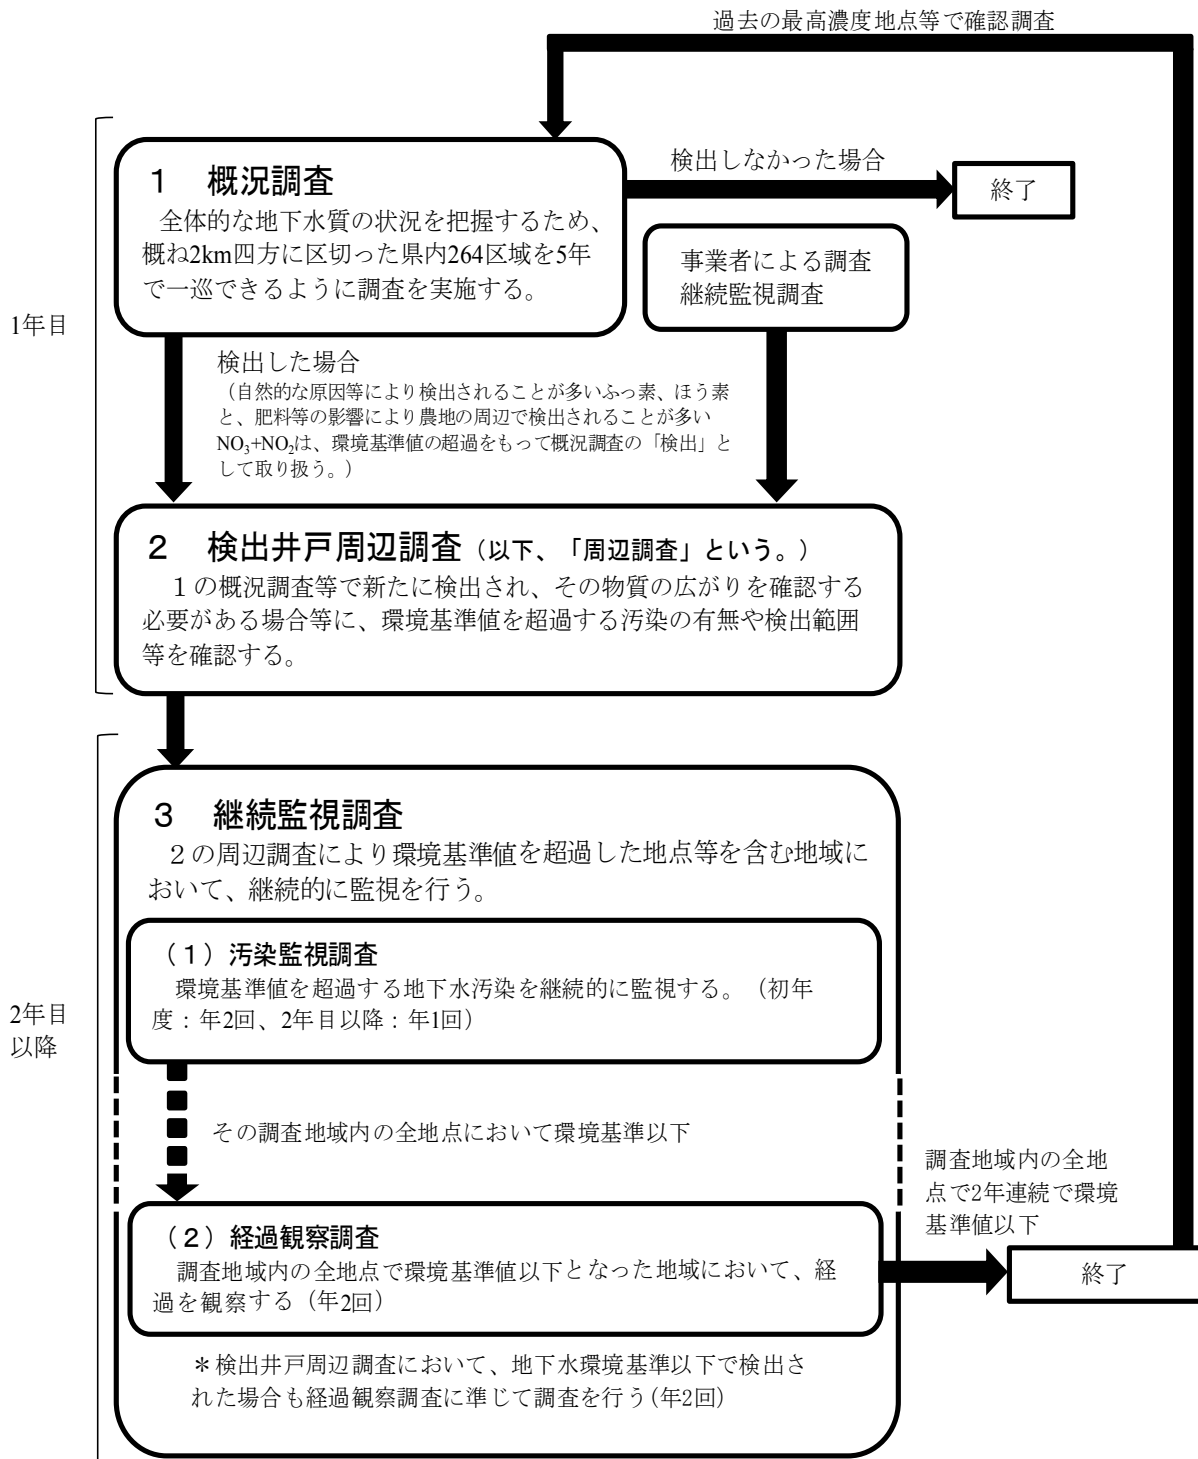 過去の最高濃度地点等で確認調査
1年目
１　概況調査
全体的な地下水質の状況を把握するため、
概ね2km四方に区切った県内264区域を5年
で一巡できるように調査を実施する。
検出しなかった場合
終了
事業者による調査
継続監視調査
検出した場合
（自然的な原因等により検出されることが多いふっ素、ほう素
と、肥料等の影響により農地の周辺で検出されることが多い
NO₃+NO₂は、環境基準値の超過をもって概況調査の「検出」と
して取り扱う。）
２　検出井戸周辺調査（以下、「周辺調査」という。）
１の概況調査等で新たに検出され、その物質の広がりを確認する
必要がある場合等に、環境基準値を超過する汚染の有無や検出範囲
等を確認する。
2年目
以降
３　継続監視調査
２の周辺調査により環境基準値を超過した地点等を含む地域に
おいて、継続的に監視を行う。
（１）汚染監視調査
環境基準値を超過する地下水汚染を継続的に監視する。（初年
度：年2回、2年目以降：年1回）
その調査地域内の全地点において環境基準以下
（２）経過観察調査
調査地域内の全地点で環境基準値以下となった地域において、経
過を観察する（年2回）
調査地域内の全地
点で2年連続で環境
基準値以下
終了
＊検出井戸周辺調査において、地下水環境基準以下で検出さ
れた場合も経過観察調査に準じて調査を行う（年2回）